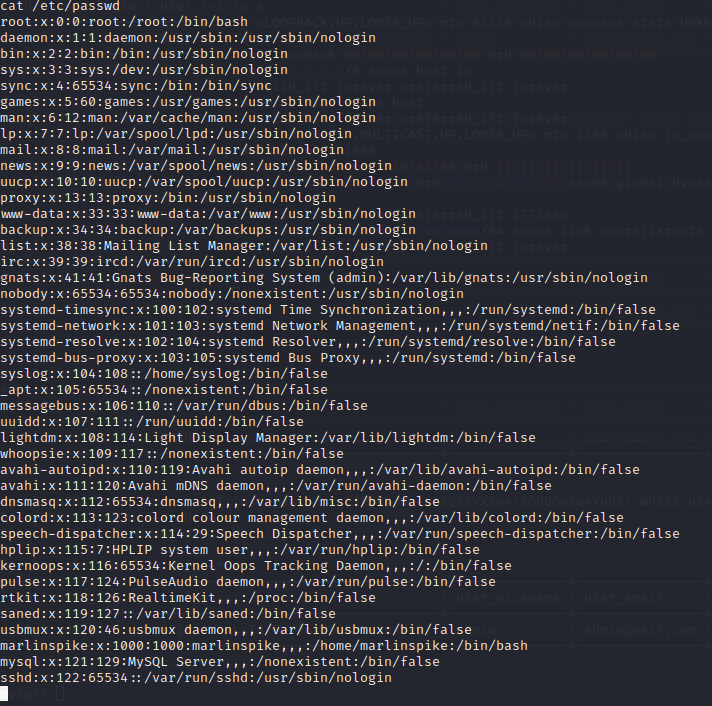 cat /etc/passwd
root:x:0:0:root:/root:/bin/bash
daemon:x:1:1:daemon:/usr/sbin:/usr/sbin/nologin
bin:x:2:2:bin:/bin:/usr/sbin/nologin
sys:x:3:3:sys:/dev:/usr/sbin/nologin
sync:x:4:65534:sync:/bin:/bin/sync
games:x:5:60:games:/usr/games:/usr/sbin/nologin
man:x:6:12:man:/var/cache/man:/usr/sbin/nologin
lp:x:7:7:lp:/var/spool/lpd:/usr/sbin/nologin
mail:x:8:8:mail:/var/mail:/usr/sbin/nologin
news:x:9:9:news:/var/spool/news:/usr/sbin/nologin
uucp:x:10:10:uucp:/var/spool/uucp:/usr/sbin/nologin
proxy:x:13:13:proxy:/bin:/usr/sbin/nologin
www-data:x:33:33:www-data:/var/www:/usr/sbin/nologin
backup:x:34:34:backup:/var/backups:/usr/sbin/nologin
list:x:38:38:Mailing List Manager:/var/list:/usr/sbin/nologin
irc:x:39:39:ircd:/var/run/ircd:/usr/sbin/nologin
gnats:x:41:41:Gnats Bug-Reporting System (admin):/var/lib/gnats:/usr/sbin/nologin
nobody:x:65534:65534:nobody:/nonexistent:/usr/sbin/nologin
systemd-timesync:x:100:102:systemd Time Synchronization,,,:/run/systemd:/bin/false
systemd-network:x:101:103:systemd Network Management,,,:/run/systemd/netif:/bin/false
systemd-resolve:x:102:104:systemd Resolver,,,:/run/systemd/resolve:/bin/false
systemd-bus-proxy:x:103:105:systemd Bus Proxy,,,:/run/systemd:/bin/false
syslog:x:104:108::/home/syslog:/bin/false
_apt:x:105:65534::/nonexistent:/bin/false
messagebus:x:106:110::/var/run/dbus:/bin/false
uuidd:x:107:111::/run/uuidd:/bin/false
lightdm:x:108:114:Light Display Manager:/var/lib/lightdm:/bin/false
whoopsie:x:109:117::/nonexistent:/bin/false
avahi-autoipd:x:110:119:Avahi autoip daemon,,,:/var/lib/avahi-autoipd:/bin/false
avahi:x:111:120:Avahi mDNS daemon,,,:/var/run/avahi-daemon:/bin/false
dnsmasq:x:112:65534:dnsmasq,,,:/var/lib/misc:/bin/false
colord:x:113:123:colord colour management daemon,,,:/var/lib/colord:/bin/false
speech-dispatcher:x:114:29:Speech Dispatcher,,,:/var/run/speech-dispatcher:/bin/false
hplip:x:115:7:HPLIP system user,,,:/var/run/hplip:/bin/false
kernoops:x:116:65534:Kernel Oops Tracking Daemon,,,:/:/bin/false
pulse:x:117:124:PulseAudio daemon,,,:/var/run/pulse:/bin/false
rtkit:x:118:126:RealtimeKit,,,:/proc:/bin/false
saned:x:119:127::/var/lib/saned:/bin/false
usbmux:x:120:46:usbmux daemon,,,:/var/lib/usbmux:/bin/false
marlinspike:x:1000:1000:marlinspike,,,:/home/marlinspike:/bin/bash
mysql:x:121:129:MySQL Server,,,:/nonexistent:/bin/false
sshd:x:122:65534::/var/run/sshd:/usr/sbin/nologin